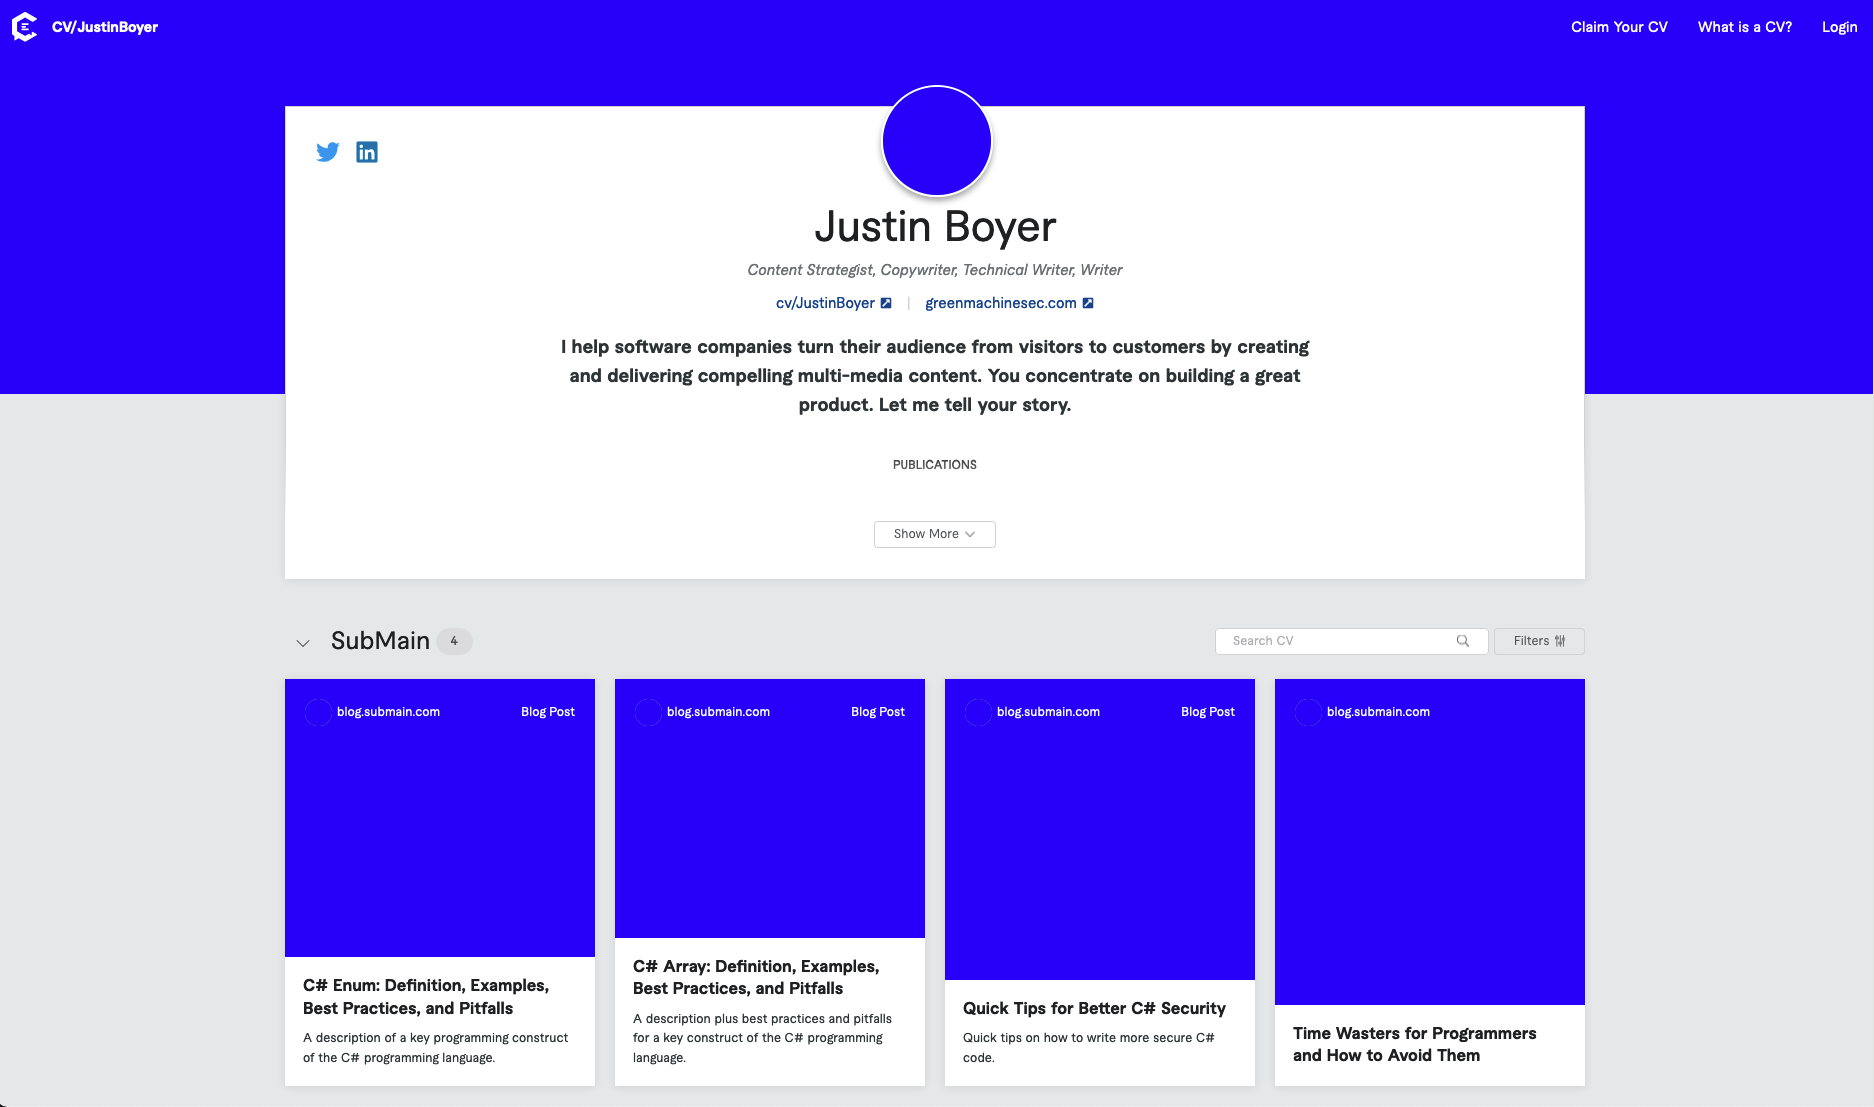 CV/JustinBoyer
Claim Your CV
What is a CV?
Login
in
Justin Boyer
Content Strategist, Copywriter, Technical Writer, Writer
cv/JustinBoyer | greenmachinesec.com
I help software companies turn their audience from visitors to customers by creating
and delivering compelling multi-media content. You concentrate on building a great
product. Let me tell your story.
PUBLICATIONS
Show More
SubMain 4
Search CV
Filters
blog.submain.com
Blog Post
C# Enum: Definition, Examples,
Best Practices, and Pitfalls
A description of a key programming construct
of the C# programming language.
blog.submain.com
Blog Post
C# Array: Definition, Examples,
Best Practices, and Pitfalls
A description plus best practices and pitfalls
for a key construct of the C# programming
language.
blog.submain.com
Blog Post
Quick Tips for Better C# Security
Quick tips on how to write more secure C#
code.
blog.submain.com
Time Wasters for Programmers
and How to Avoid Them